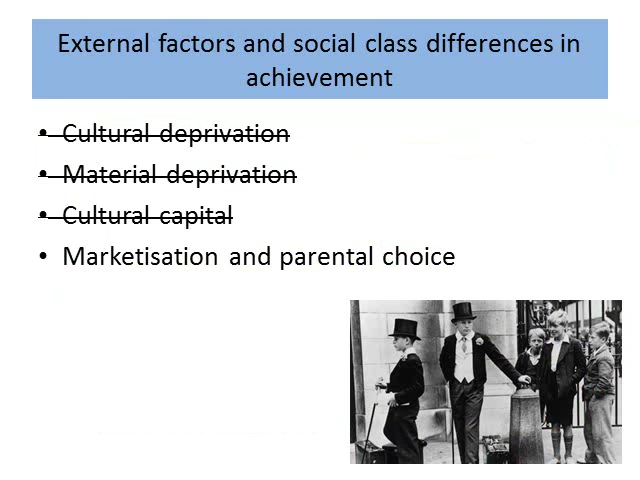 External factors and social class differences in
achievement
• Cultural deprivation
• Material deprivation
• Cultural capital
• Marketisation and parental choice